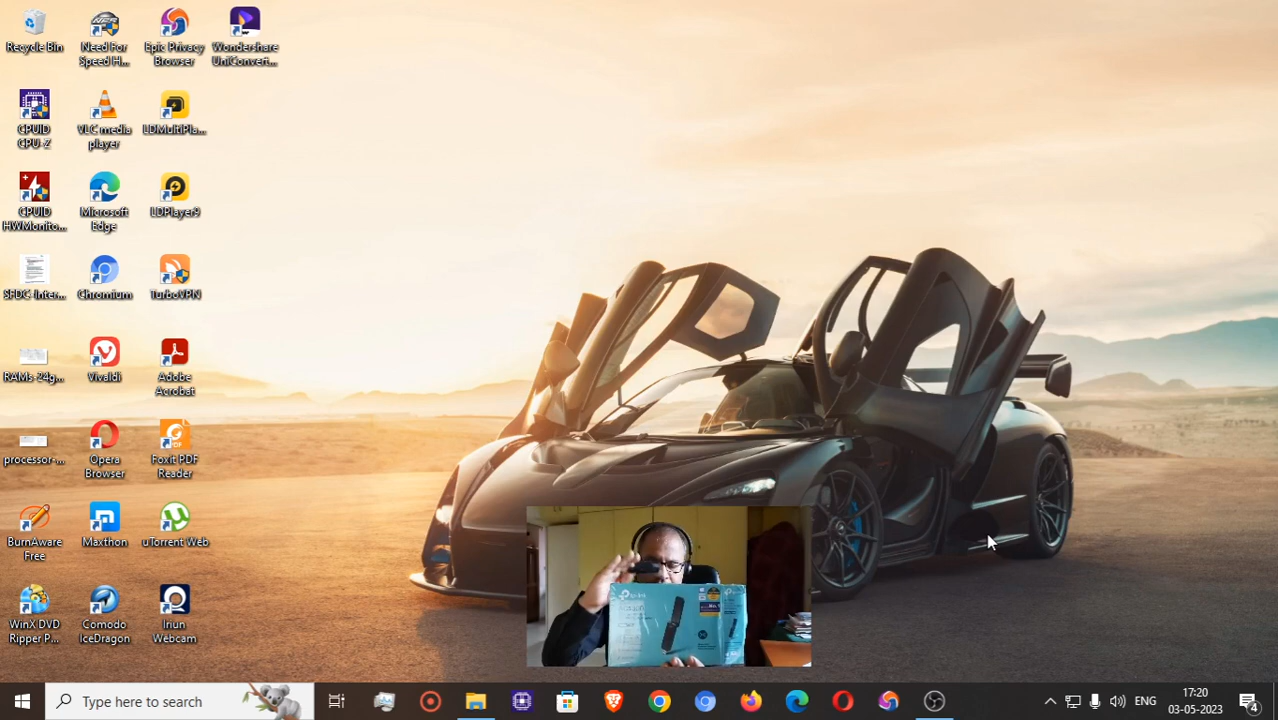 Recycle Bin
Need For
Speed H...
Epic Privacy
Browser
Wondershare
UniConvert...
CPUID
CPU-Z
VLC media
player
LDMultiPla...
CPUID
HWMonito...
Microsoft
Edge
LDPlayer9
SFDC-Inter...
Chromium
TurboVPN
RAMs-24g...
Vivaldi
Adobe
Acrobat
processor-...
Opera
Browser
Foxit PDF
Reader
BurnAware
Free
Maxthon
uTorrent Web
WinX DVD
Ripper P...
Comodo
IceDragon
Iriun
Webcam
Type here to search
ENG
17:20
03-05-2023
4